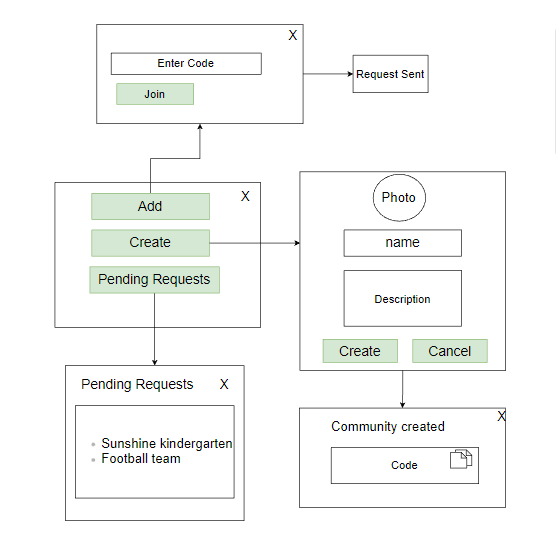 X
Enter Code
Join
Request Sent
X
Add
Create
Pending Requests
Photo
name
Description
Create
Cancel
Pending Requests
X
Sunshine kindergarten
Football team
X
Community created
Code